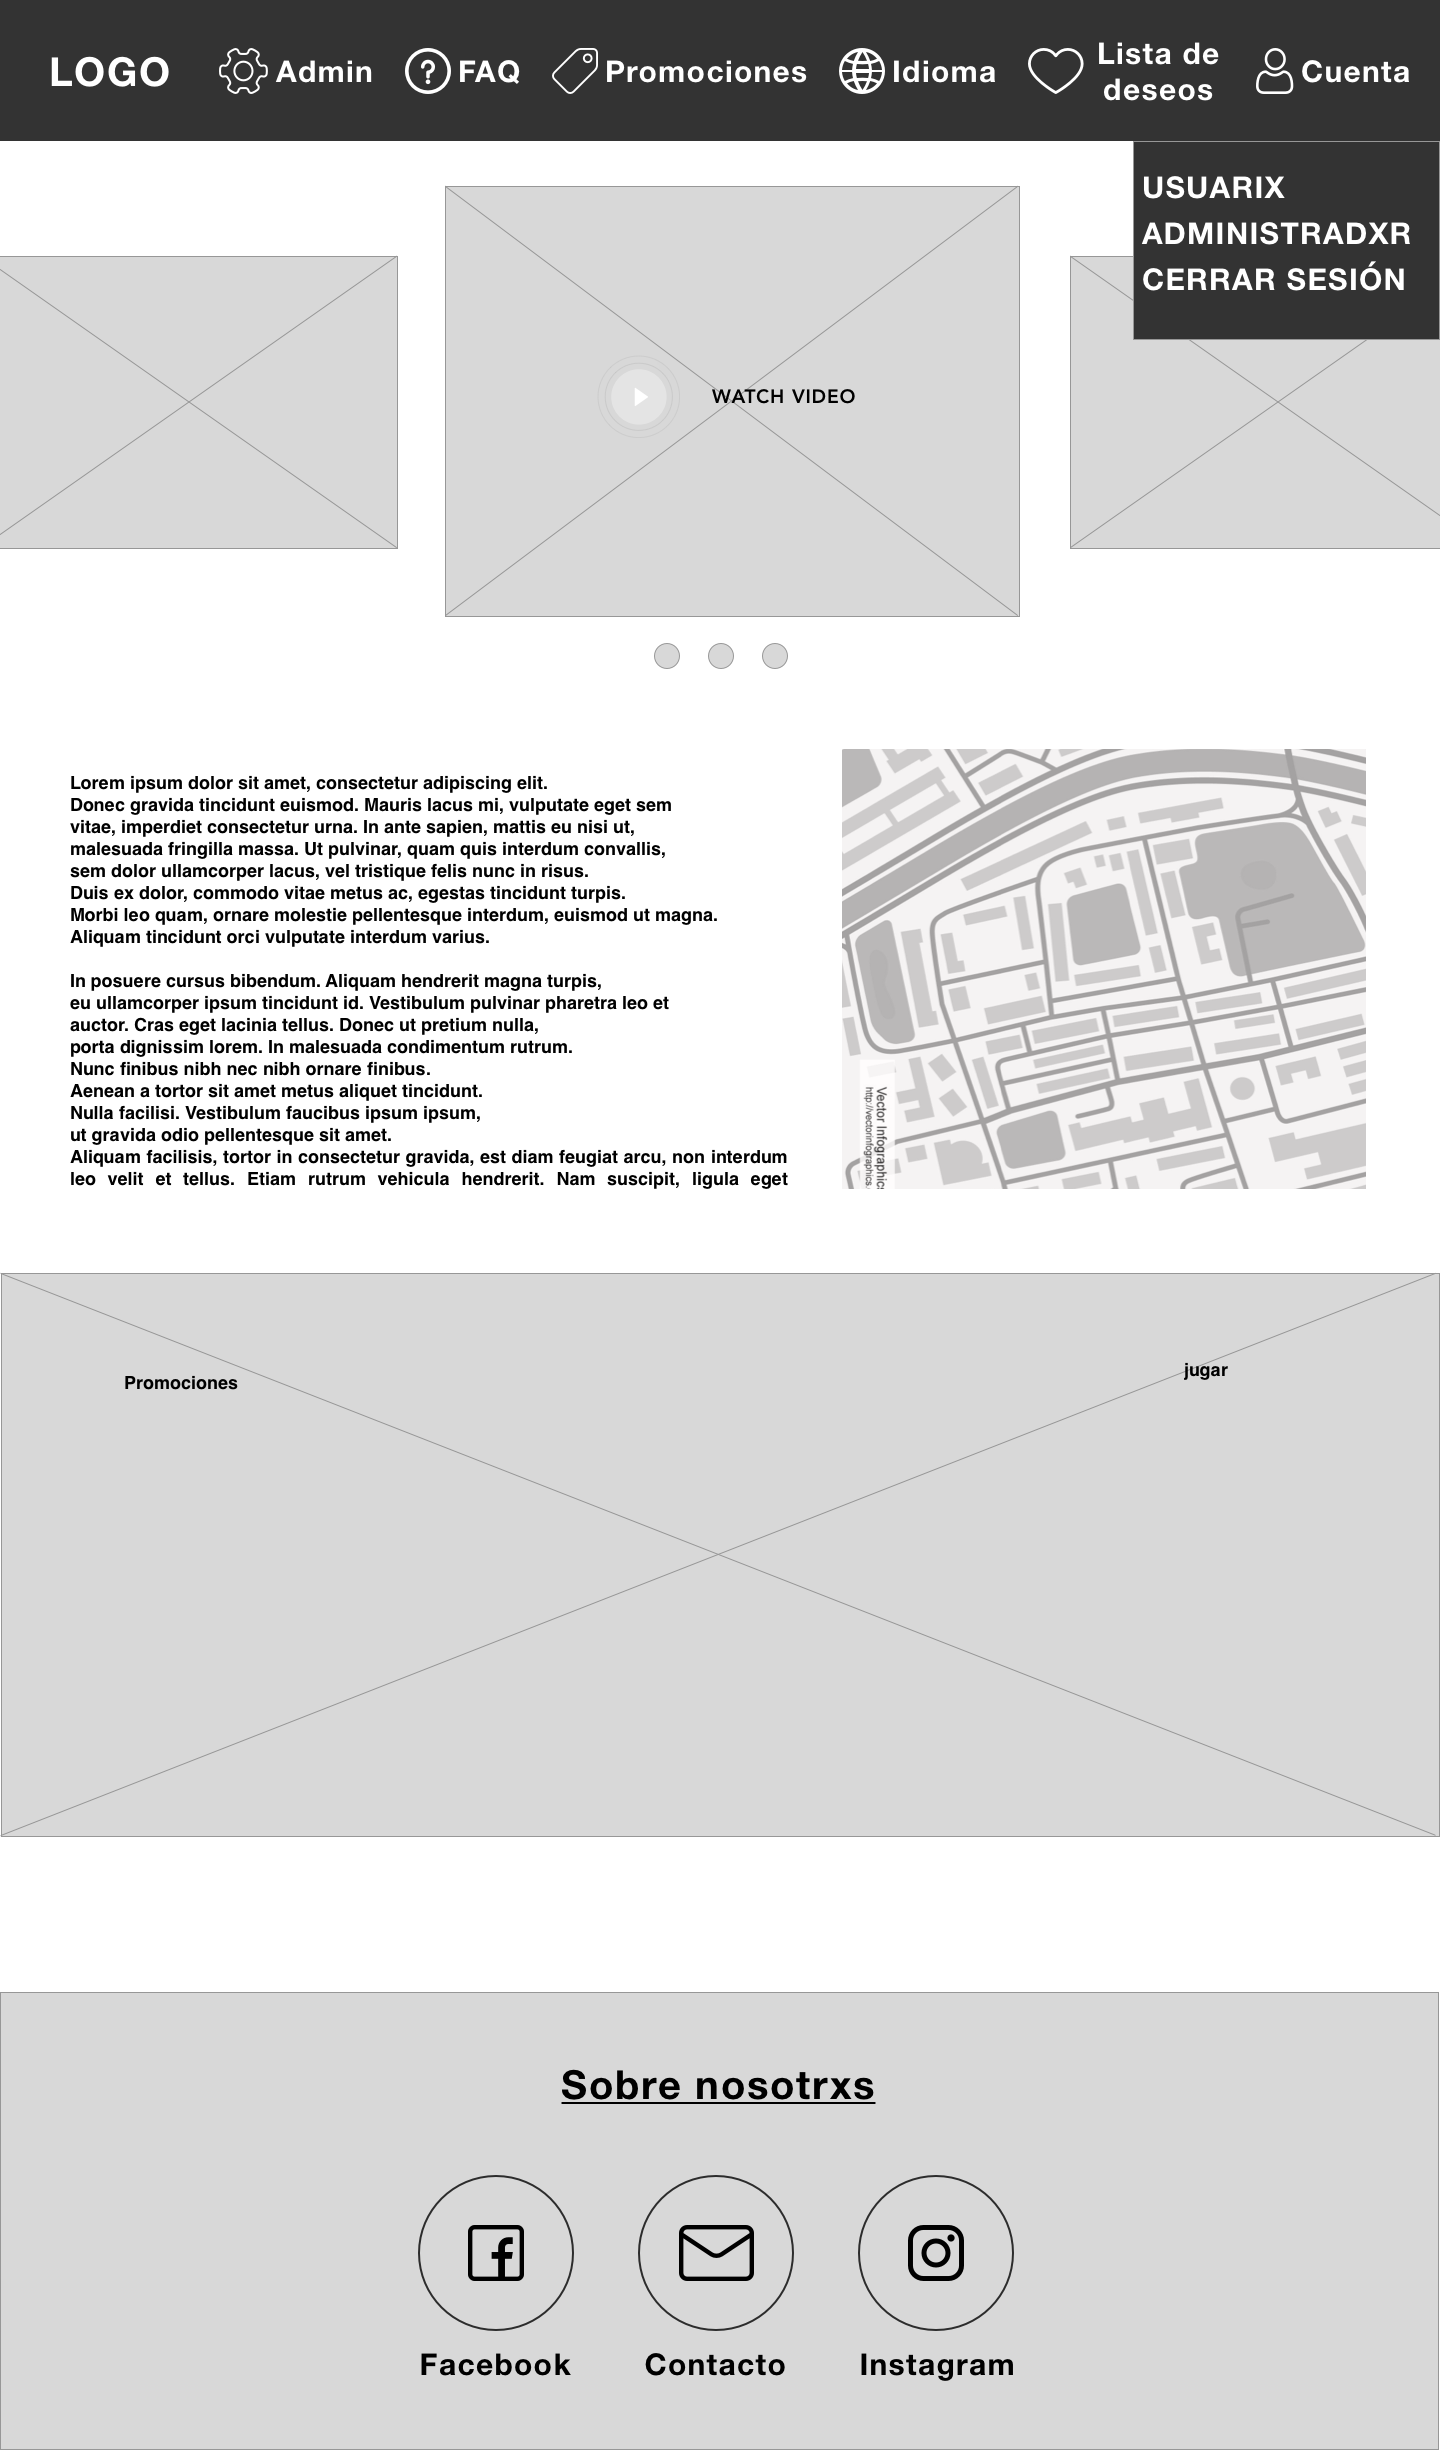 LOGO
Admin
FAQ
Promociones
Idioma
Lista de
deseos
Cuenta
USUARIX
ADMINISTRADXR
CERRAR SESIÓN
WATCH VIDEO
Lorem ipsum dolor sit amet, consectetur adipiscing elit.
Donec gravida tincidunt euismod. Mauris lacus mi, vulputate eget sem
vitae, imperdiet consectetur urna. In ante sapien, mattis eu nisi ut,
malesuada fringilla massa. Ut pulvinar, quam quis interdum convallis,
sem dolor ullamcorper lacus, vel tristique felis nunc in risus.
Duis ex dolor, commodo vitae metus ac, egestas tincidunt turpis.
Morbi leo quam, ornare molestie pellentesque interdum, euismod ut magna.
Aliquam tincidunt orci vulputate interdum varius.
In posuere cursus bibendum. Aliquam hendrerit magna turpis,
eu ullamcorper ipsum tincidunt id. Vestibulum pulvinar pharetra leo et
auctor. Cras eget lacinia tellus. Donec ut pretium nulla,
porta dignissim lorem. In malesuada condimentum rutrum.
Nunc finibus nibh nec nibh ornare finibus.
Aenean a tortor sit amet metus aliquet tincidunt.
Nulla facilisi. Vestibulum faucibus ipsum ipsum,
ut gravida odio pellentesque sit amet.
Aliquam facilisis, tortor in consectetur gravida, est diam feugiat arcu, non interdum
leo velit et tellus. Etiam rutrum vehicula hendrerit. Nam suscipit, ligula eget
Vector Infographics
http://vectorinfographics.
Promociones
jugar
Sobre nosotrxs
Facebook
Contacto
Instagram